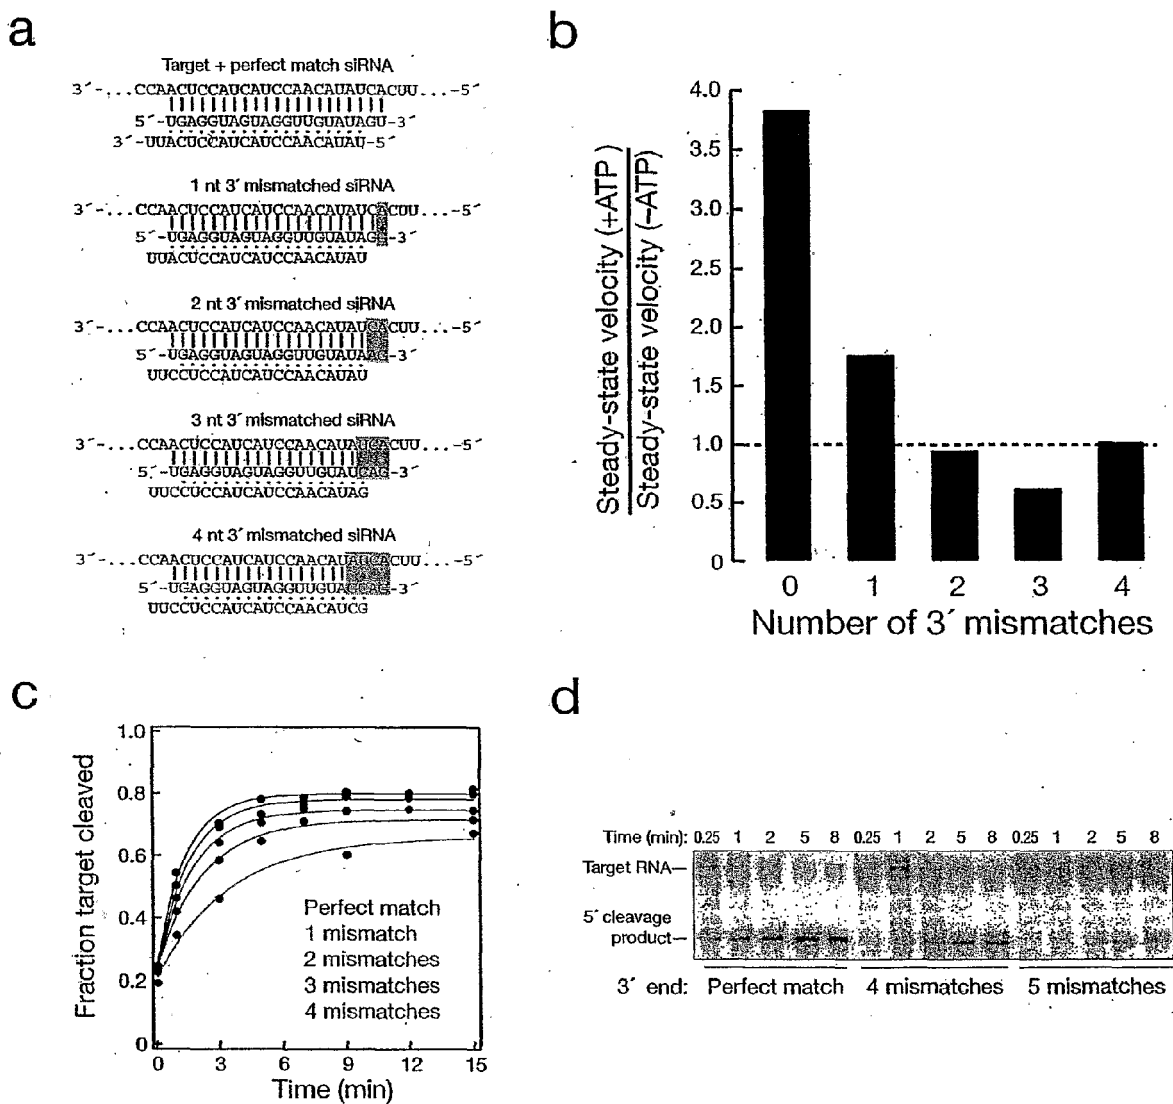 a
Target + perfect match siRNA
3´-...CCAACUCCAUCAUCCAACAUAUCACUU...-5´
5´-UGAGGUAGUAGGUUGUAUAGU-3´
3´-UUACUCCAUCAUCCAACAUAU-5´
1 nt 3´ mismatched siRNA
3´-...CCAACUCCAUCAUCCAACAUAUCACUU...-5´
5´-UGAGGUAGUAGGUUGUAUAGG-3´
UUACUCCAUCAUCCAACAUAU
2 nt 3´ mismatched siRNA
3´-...CCAACUCCAUCAUCCAACAUAUCACUU...-5´
5´-UGAGGUAGUAGGUUGUAUAAG-3´
UUCCUCCAUCAUCCAACAUAU
3 nt 3´ mismatched siRNA
3´-...CCAACUCCAUCAUCCAACAUAUCACUU...-5´
5´-UGAGGUAGUAGGUUGUAUCAG-3´
UUCCUCCAUCAUCCAACAUAG
4 nt 3´ mismatched siRNA
3´-...CCAACUCCAUCAUCCAACAUAUCACUU...-5´
UUCCUCCAUCAUCCAACAUCG
b
Steady-state velocity (+ATP)
Steady-state velocity (–ATP)
4.0
3.5
3.0
2.5
2.0
1.5
1.0
0.5
0
0 1 2 3 4
Number of 3´ mismatches
c
Fraction target cleaved
1.0
0.8
0.6
0.4
0.2
0
Perfect match
1 mismatch
2 mismatches
3 mismatches
4 mismatches
0 3 6 9 12 15
Time (min)
d
Time (min): 0.25 1 2 5 8 0.25 1 2 5 8 0.25 1 2 5 8
Target RNA–
5´ cleavage
product–
3´ end: Perfect match 4 mismatches 5 mismatches